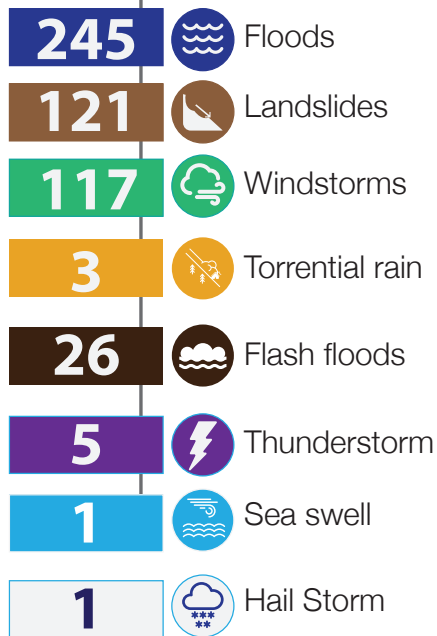 245 Floods
121 Landslides
117 Windstorms
3 Torrential rain
26 Flash floods
5 Thunderstorm
1 Sea swell
1 Hail Storm